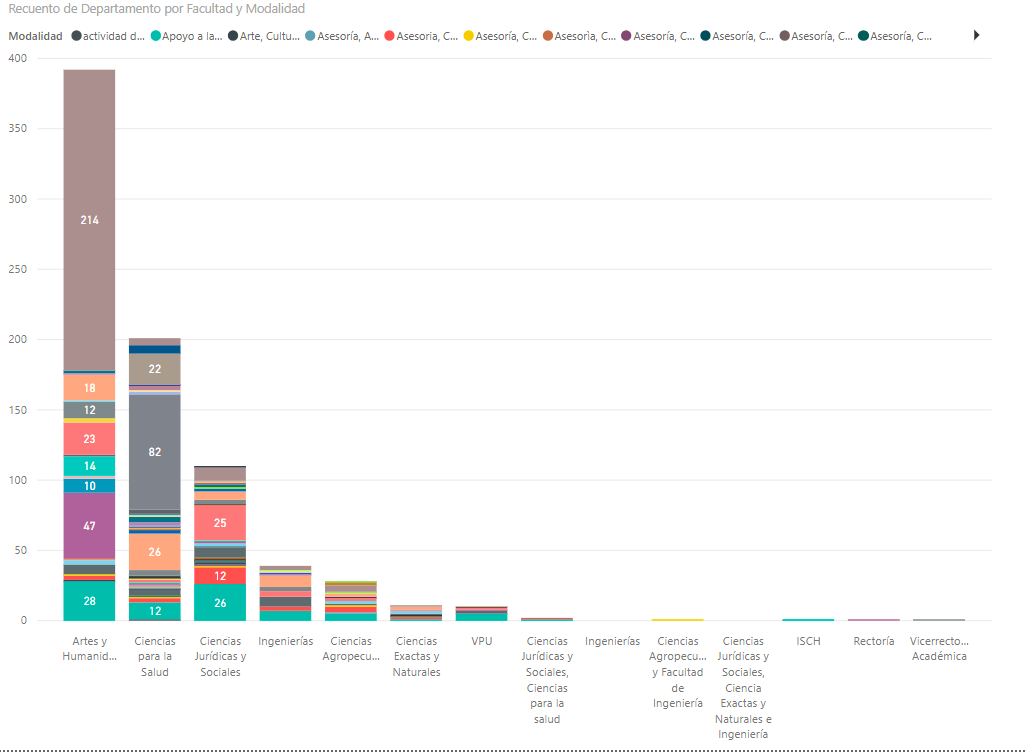 Recuento de Departamento por Facultad y Modalidad
Modalidad actividad d... Apoyo a la... Arte, Cultu... Asesoría, A... Asesoria, C... Asesoría, C... Asesorìa, C... Asesoría, C... Asesoría, C... Asesoría, C... Asesoría, C...
400
350
300
250
200
150
100
50
0
214
18
12
23
14
10
47
28
22
82
26
12
25
12
26
Artes y
Humanid...
Ciencias
para la
Salud
Ciencias
Jurídicas y
Sociales
Ingenierías
Ciencias
Agropecu...
Ciencias
Exactas y
Naturales
VPU
Ciencias
Jurídicas y
Sociales,
Ciencias
para la
salud
Ingenierías
Ciencias
Agropecu...
y Facultad
de
Ingeniería
Ciencias
Jurídicas y
Sociales,
Ciencia
Exactas y
Naturales e
Ingeniería
ISCH
Rectoría
Vicerrecto...
Académica